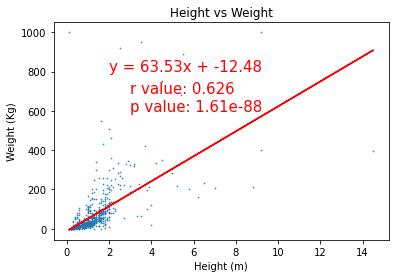 Height vs Weight
1000
800
600
400
200
0
Weight (Kg)
y = 63.53x + -12.48
r value: 0.626
p value: 1.61e-88
0 2 4 6 8 10 12 14
Height (m)